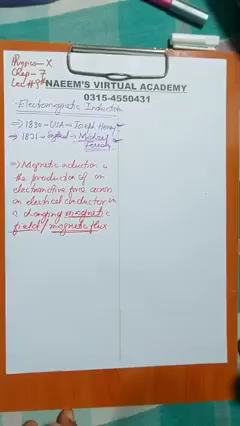 Physics-X
Chap-7
Lec#9th
NAEEM'S VIRTUAL ACADEMY
0315-4550431
Electromagnetic Induction
⇒ 1830 - USA → Joseph Henry
⇒ 1831 - England → Michael
Faraday
⇒ Magnetic induction is
the production of an
electromotive force across
an electrical conductor in
a changing magnetic
field / magnetic flux